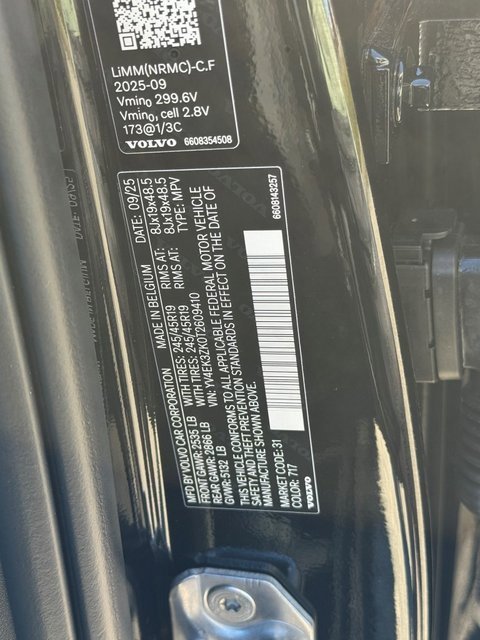 LiMM(NRMC)-C.F
2025-09
Vmin₀ 299.6V
Vmin₀, cell 2.8V
173@1/3C
VOLVO 6608354508
MFD BY VOLVO CAR CORPORATION MADE IN BELGIUM DATE: 09/25
FRONT GAWR: 2535 LB WITH TIRES: 245/45R19 RIMS AT: 8Jx19x48.5
REAR GAWR: 2866 LB WITH TIRES: 245/45R19 RIMS AT: 8Jx19x48.5
GVWR: 5132 LB VIN: YV4EK3ZK0T2609410 TYPE: MPV
THIS VEHICLE CONFORMS TO ALL APPLICABLE FEDERAL MOTOR VEHICLE
SAFETY AND THEFT PREVENTION STANDARDS IN EFFECT ON THE DATE OF
MANUFACTURE SHOWN ABOVE.
6608143257
MARKET CODE: 31
COLOR: 717
VOLVO